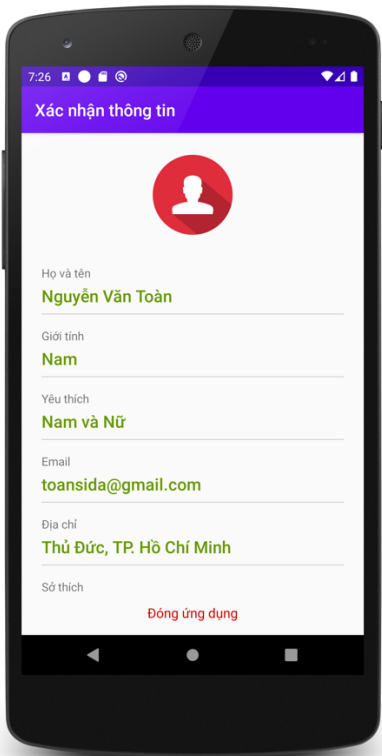 7:26
Xác nhận thông tin
Họ và tên
Nguyễn Văn Toàn
Giới tính
Nam
Yêu thích
Nam và Nữ
Email
toansida@gmail.com
Địa chỉ
Thủ Đức, TP. Hồ Chí Minh
Sở thích
Đóng ứng dụng